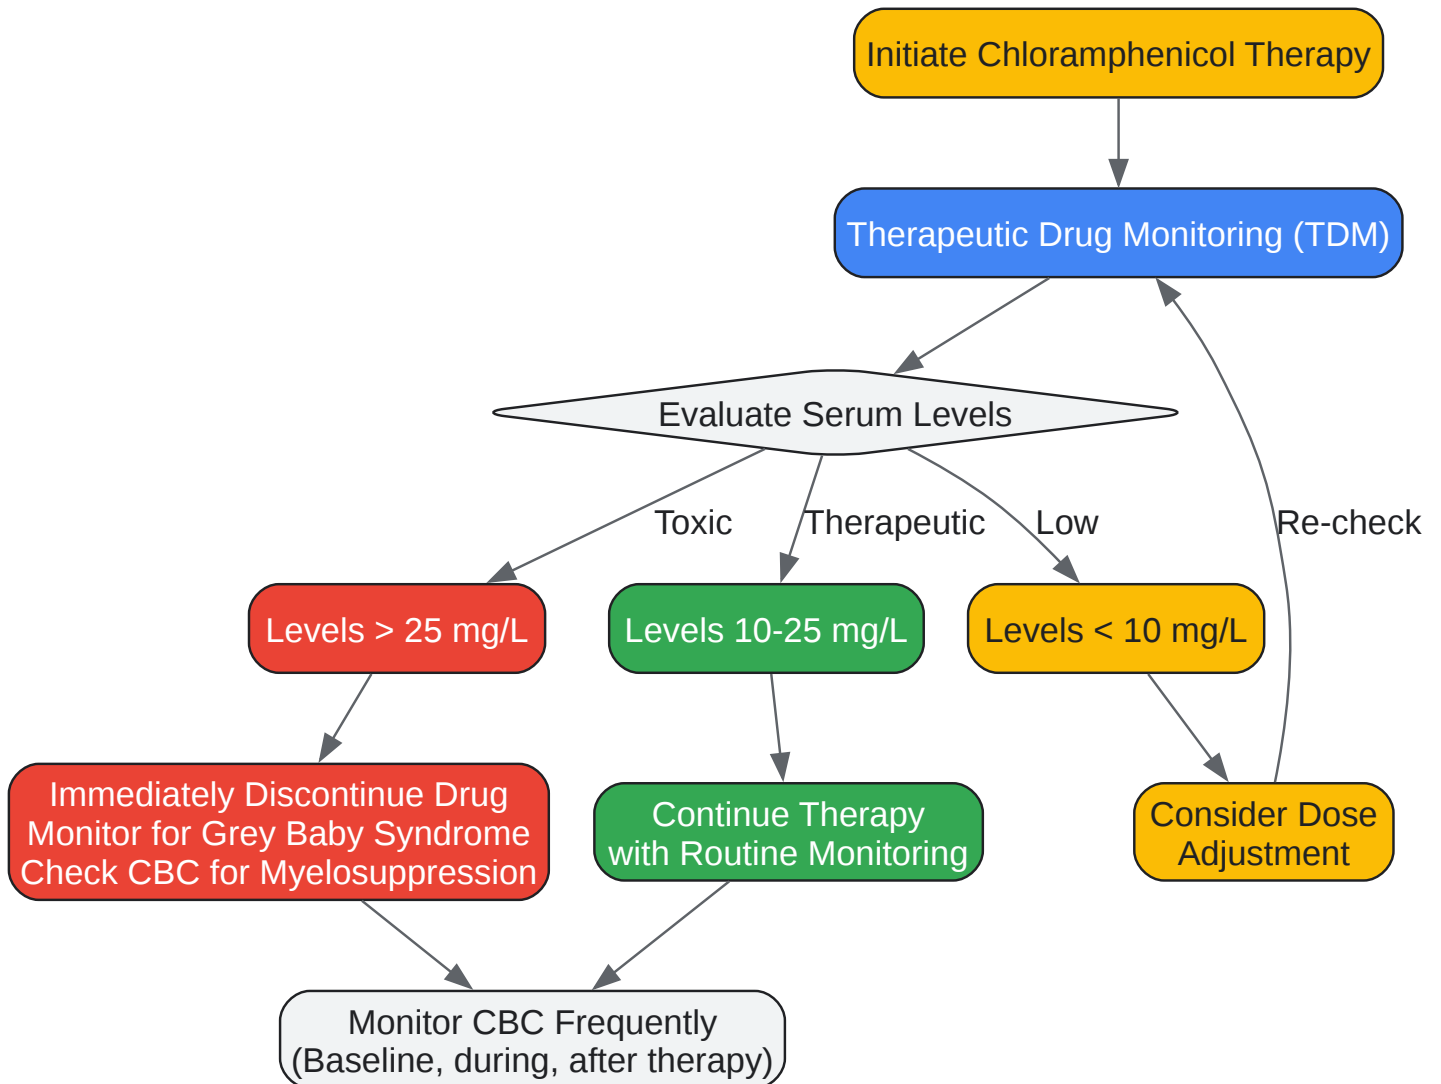 Initiate Chloramphenicol Therapy
Therapeutic Drug Monitoring (TDM)
Evaluate Serum Levels
Toxic
Therapeutic
Low
Re-check
Levels > 25 mg/L
Levels 10-25 mg/L
Levels < 10 mg/L
Immediately Discontinue Drug
Monitor for Grey Baby Syndrome
Check CBC for Myelosuppression
Continue Therapy
with Routine Monitoring
Consider Dose
Adjustment
Monitor CBC Frequently
(Baseline, during, after therapy)